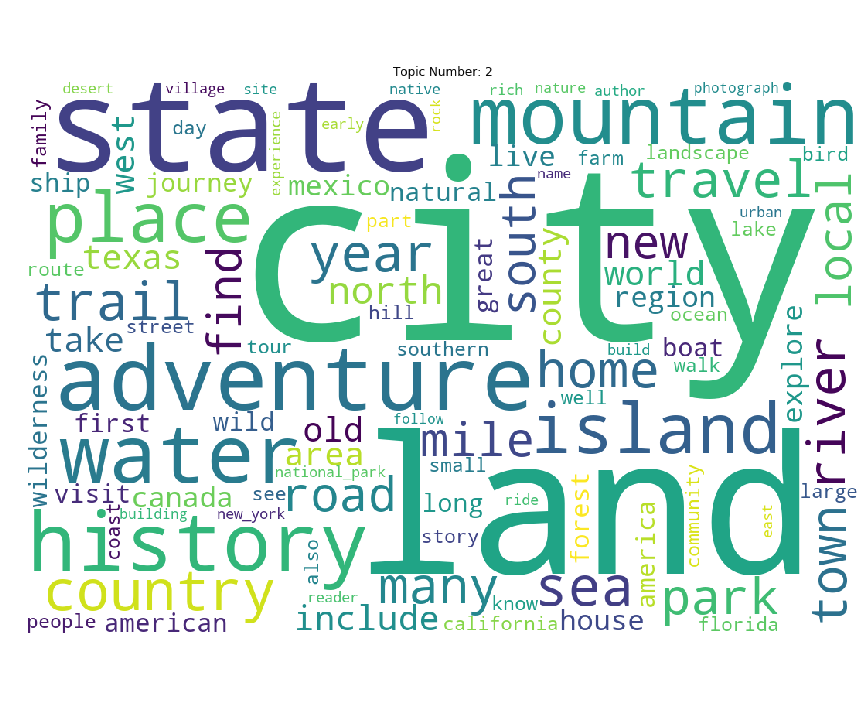 Topic Number: 2
desert village site native rich nature author photograph
family state mountain
day experience early rock
west live farm landscape bird
ship journey mexico natural name travel
place city south local
part urban
route texas year north great county new lake
find world
trail region
hill ocean
take street tour southern build boat explore
walk
adventure home river
wilderness well
first wild old follow mile island
water area small
national_park
visit canada see road long ride forest community large
coast building new_york land east
history story america town
also
country many sea park
reader know
people american include california house florida